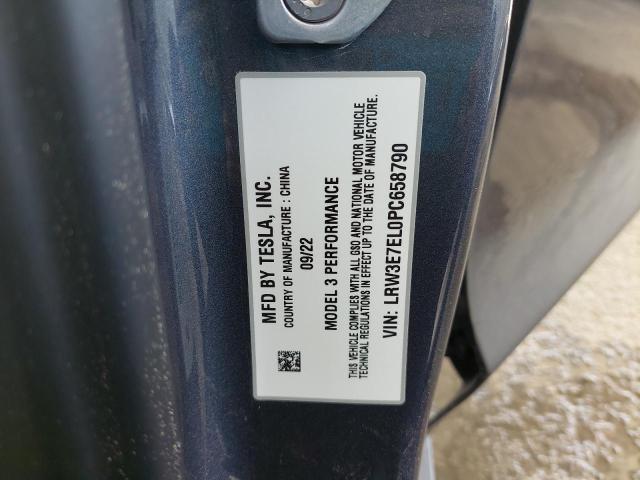 MFD BY TESLA, INC.
COUNTRY OF MANUFACTURE : CHINA
09/22
MODEL 3 PERFORMANCE
THIS VEHICLE COMPLIES WITH ALL GSO AND NATIONAL MOTOR VEHICLE
TECHNICAL REGULATIONS IN EFFECT UP TO THE DATE OF MANUFACTURE.
VIN: LRW3E7EL0PC658790